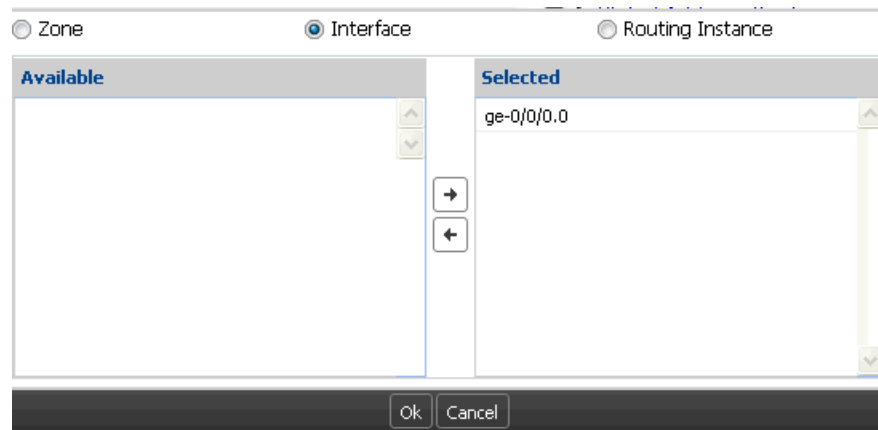 Zone
Interface
Routing Instance
Available
Selected
ge-0/0/0.0
Ok
Cancel